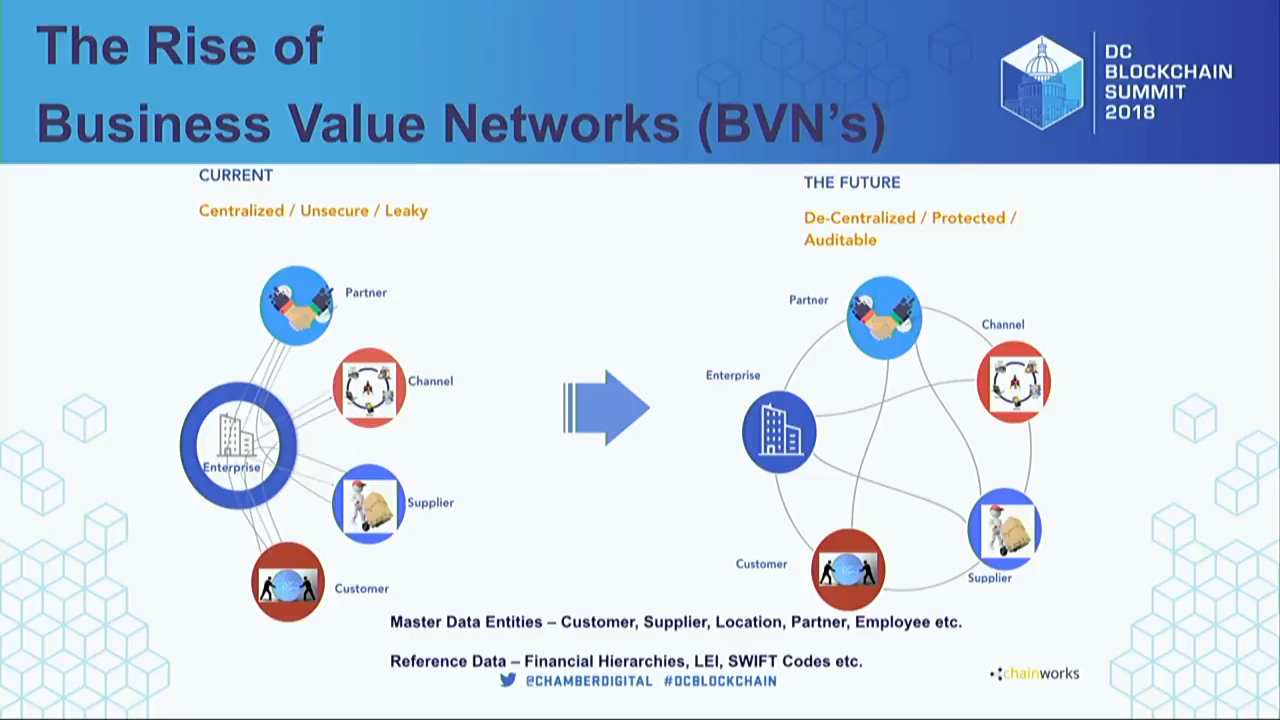 The Rise of
Business Value Networks (BVN's)
DC
BLOCKCHAIN
SUMMIT
2018
CURRENT
Centralized / Unsecure / Leaky
Partner
Channel
Enterprise
Supplier
Customer
THE FUTURE
De-Centralized / Protected /
Auditable
Partner
Channel
Enterprise
Customer
Supplier
Master Data Entities – Customer, Supplier, Location, Partner, Employee etc.
Reference Data – Financial Hierarchies, LEI, SWIFT Codes etc.
@CHAMBERDIGITAL #DCBLOCKCHAIN
chainworks